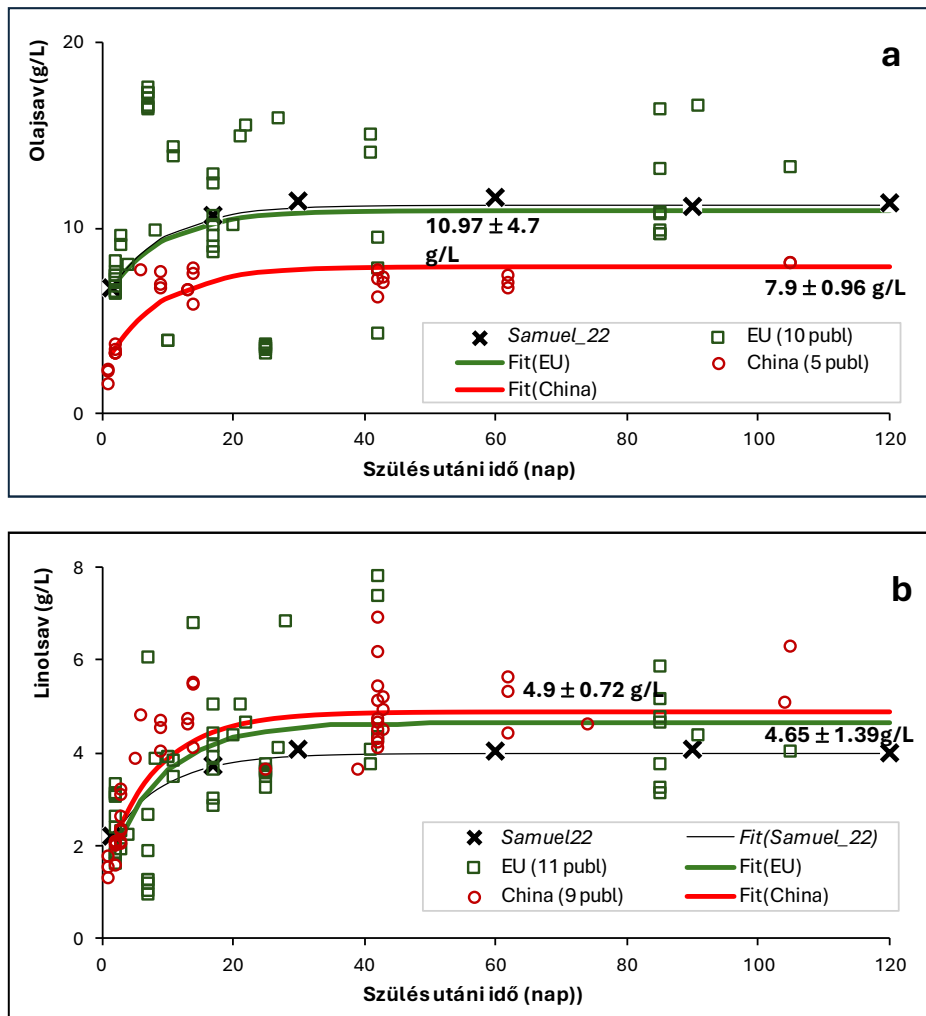 a
20
10
0
Olajsav (g/L)
10.97 ± 4.7
g/L
7.9 ± 0.96 g/L
Samuel_22
EU (10 publ)
Fit(EU)
China (5 publ)
Fit(China)
0 20 40 60 80 100 120
Szülés utáni idő (nap)
b
8
6
4
2
0
Linolsav (g/L)
4.9 ± 0.72 g/L
4.65 ± 1.39g/L
Samuel22
Fit(Samuel_22)
EU (11 publ)
Fit(EU)
China (9 publ)
Fit(China)
0 20 40 60 80 100 120
Szülés utáni idő (nap))